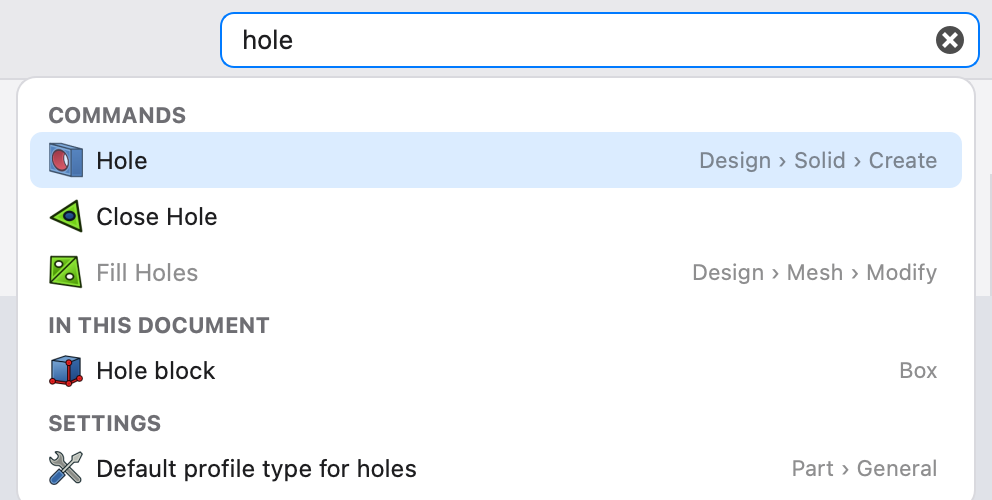 hole
COMMANDS
Hole Design › Solid › Create
Close Hole
Fill Holes Design › Mesh › Modify
IN THIS DOCUMENT
Hole block Box
SETTINGS
Default profile type for holes Part › General